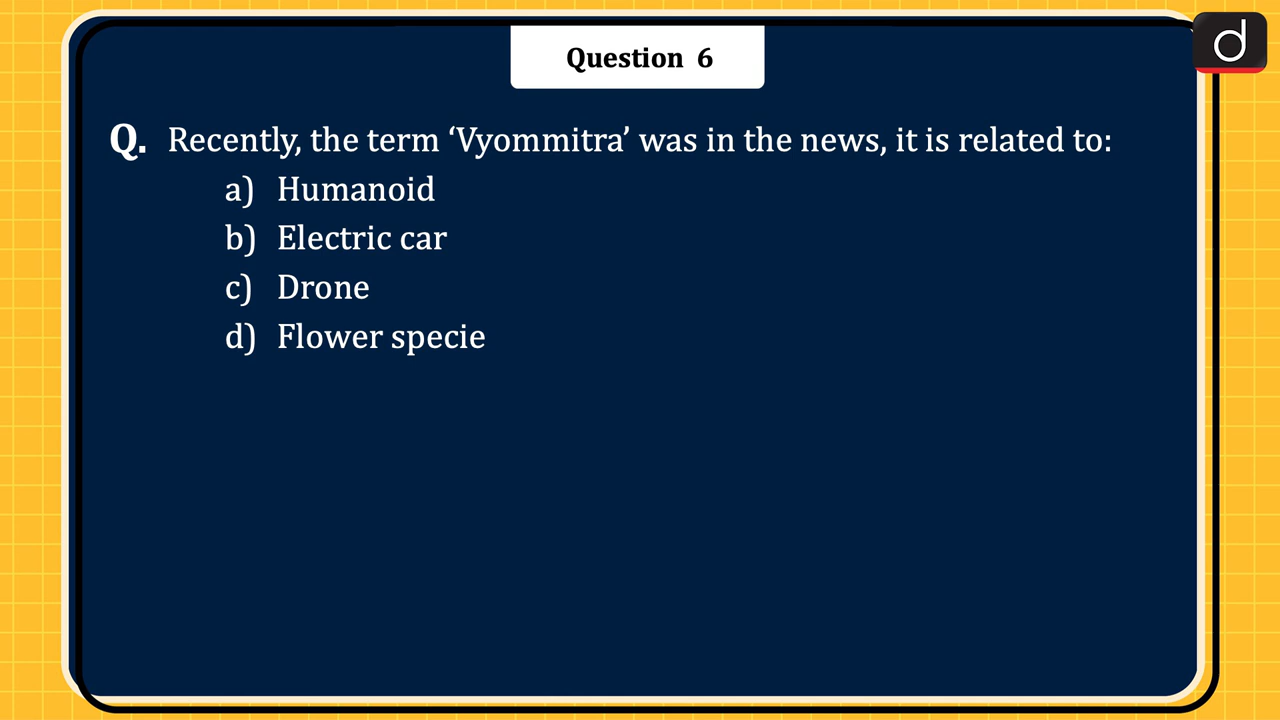 Question 6
d
Q. Recently, the term ‘Vyommitra’ was in the news, it is related to:
a) Humanoid
b) Electric car
c) Drone
d) Flower specie